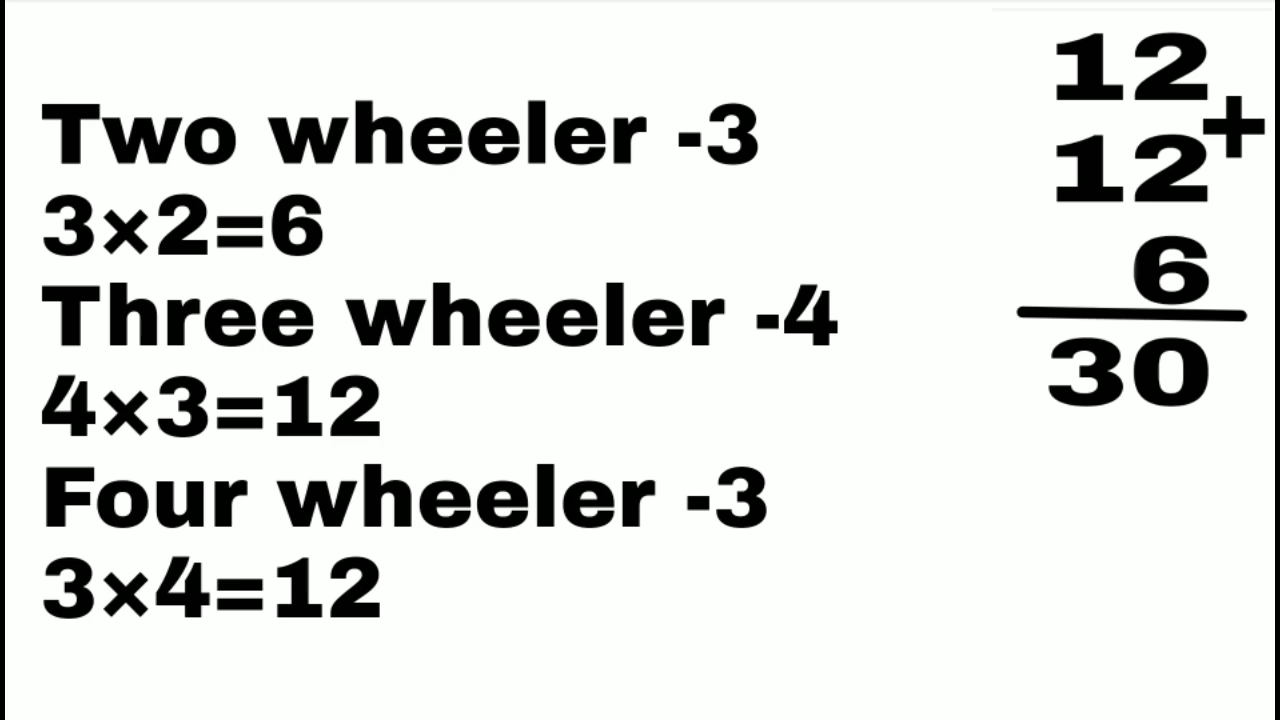 Two wheeler -3
3×2=6
Three wheeler -4
4×3=12
Four wheeler -3
3×4=12
12
+
12
6
30